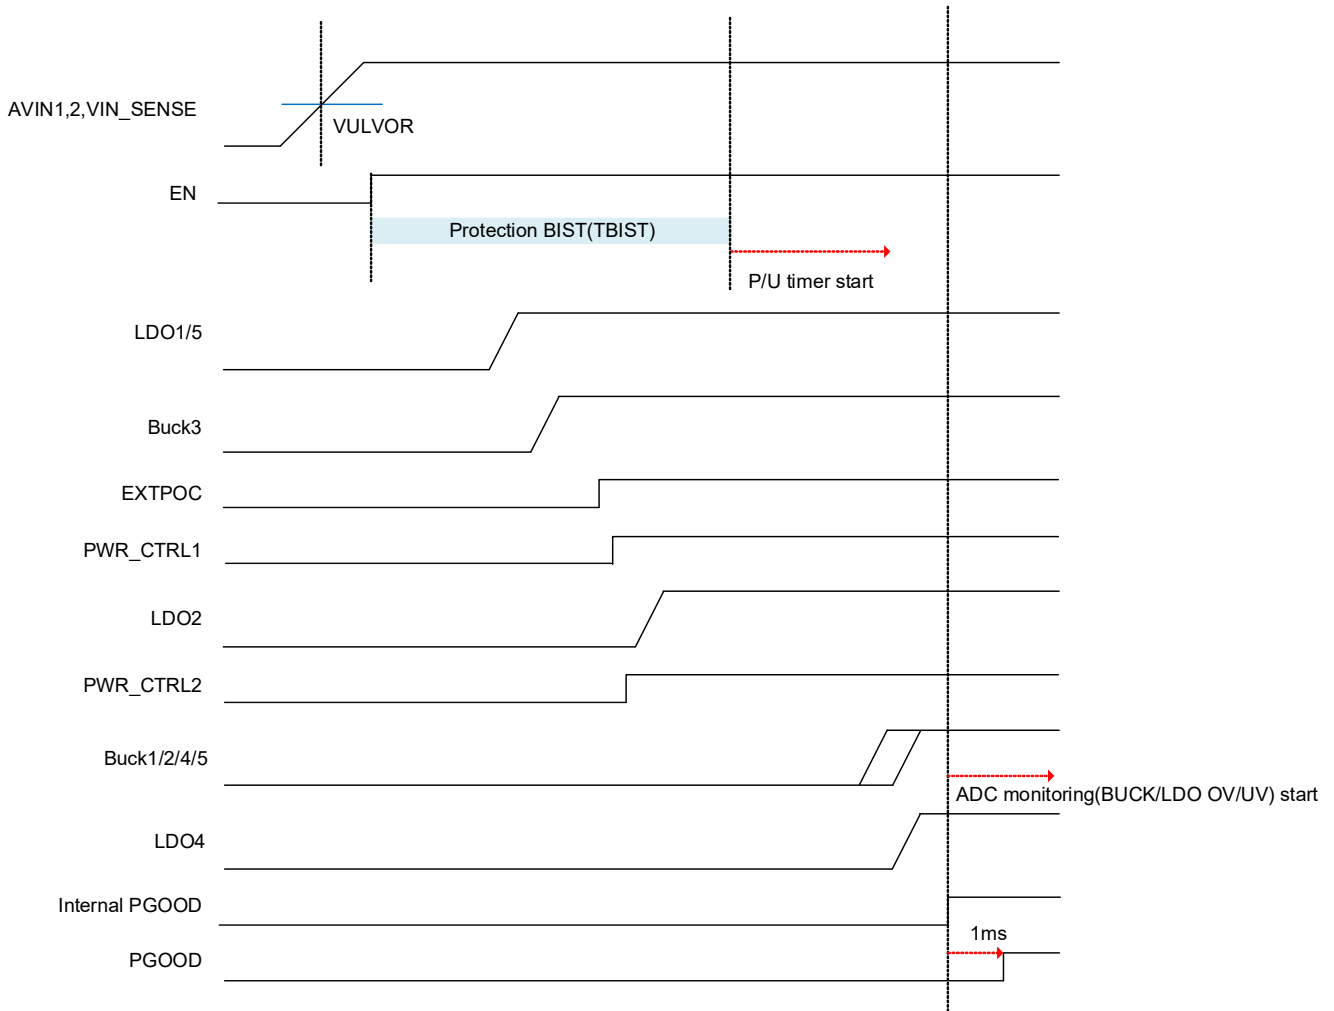 AVIN1,2,VIN_SENSE
VULVOR
EN
Protection BIST(TBIST)
P/U timer start
LDO1/5
Buck3
EXTPOC
PWR_CTRL1
LDO2
PWR_CTRL2
Buck1/2/4/5
ADC monitoring(BUCK/LDO OV/UV) start
LDO4
Internal PGOOD
1ms
PGOOD